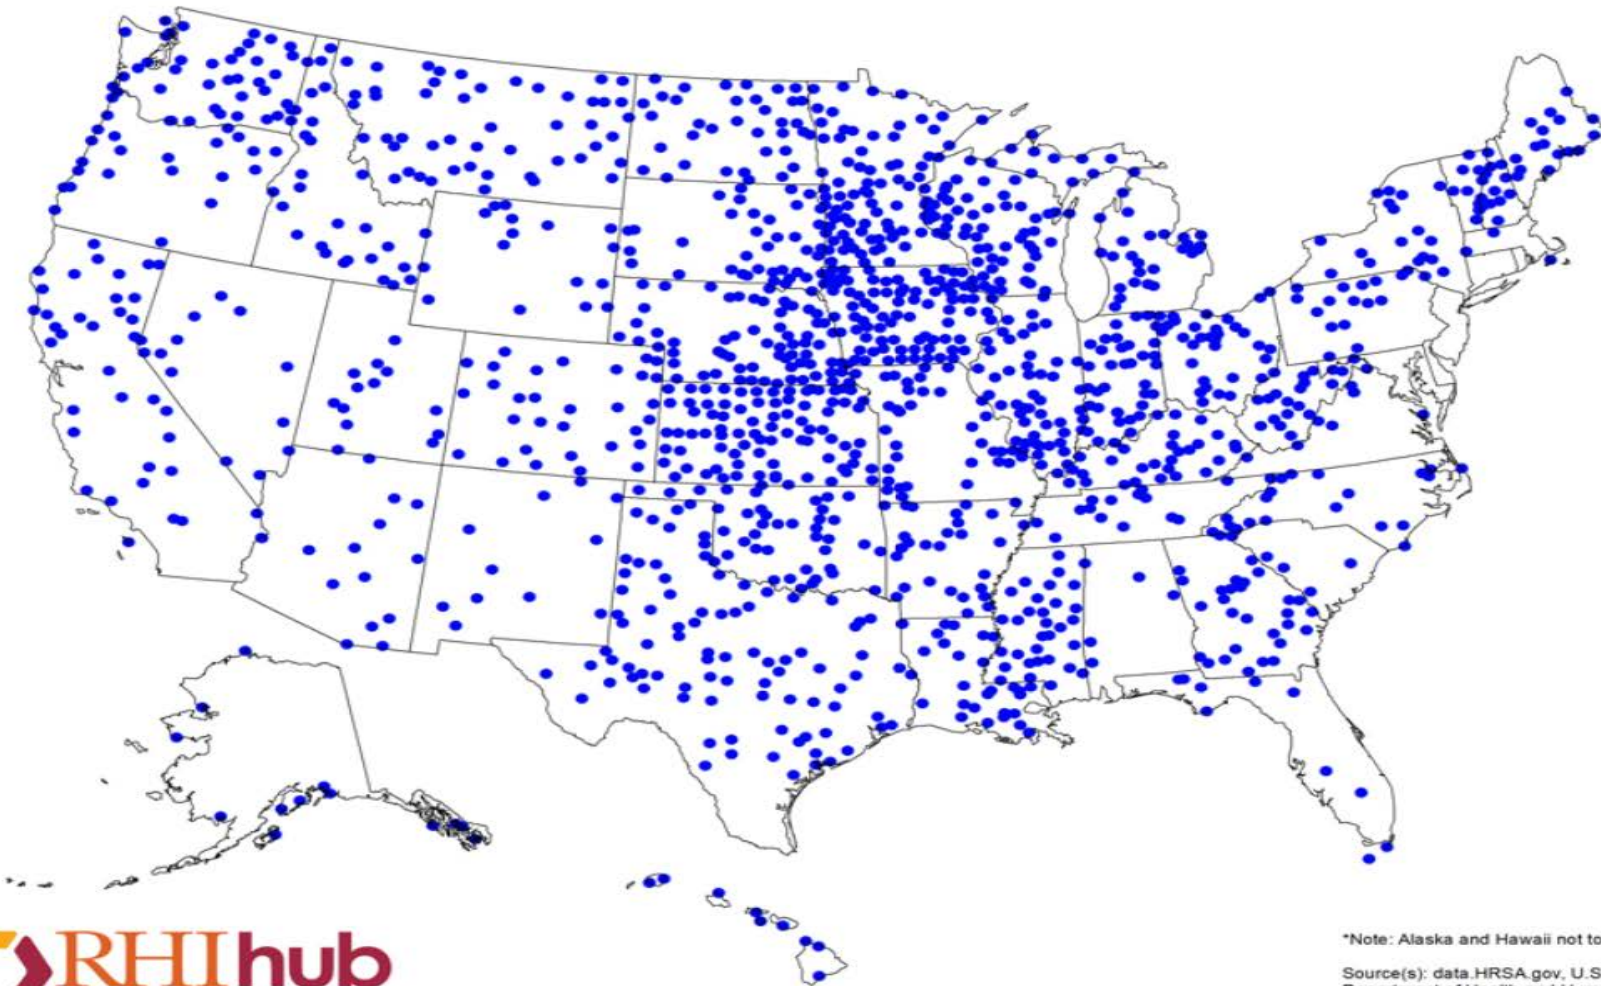 RHIhub
*Note: Alaska and Hawaii not to
Source(s): data.HRSA.gov, U.S